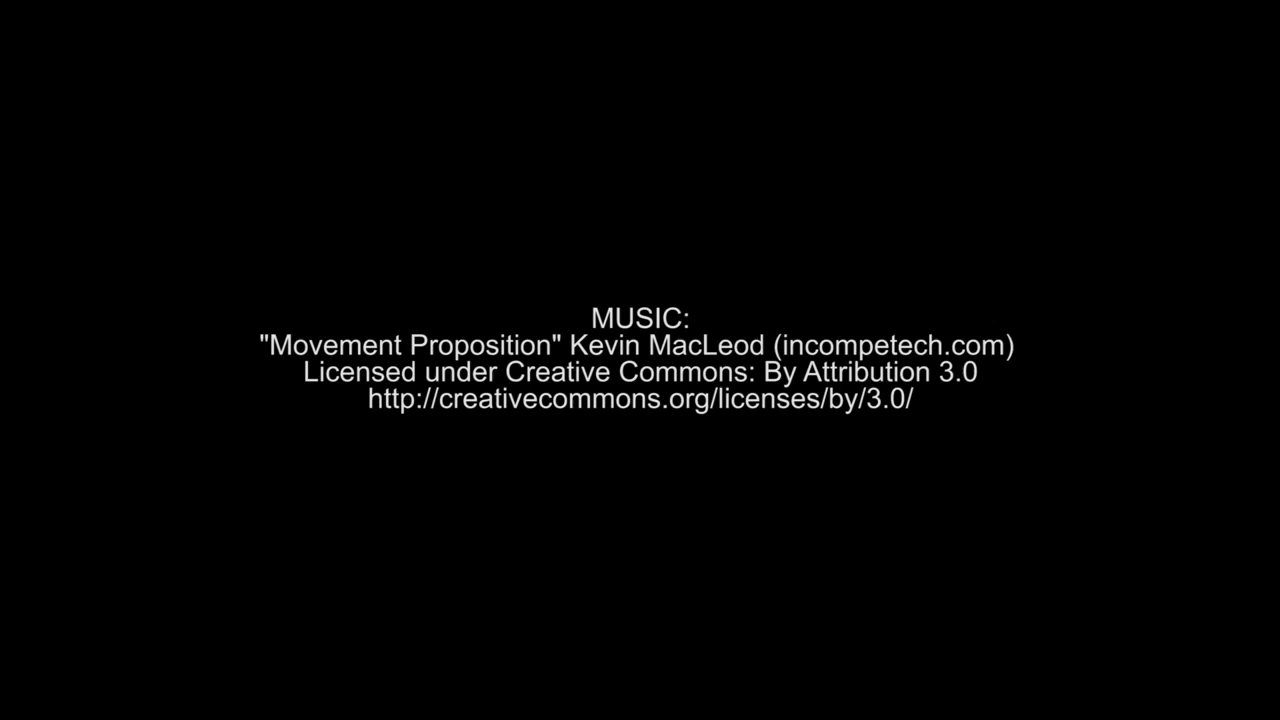 MUSIC:
"Movement Proposition" Kevin MacLeod (incompetech.com)
Licensed under Creative Commons: By Attribution 3.0
http://creativecommons.org/licenses/by/3.0/